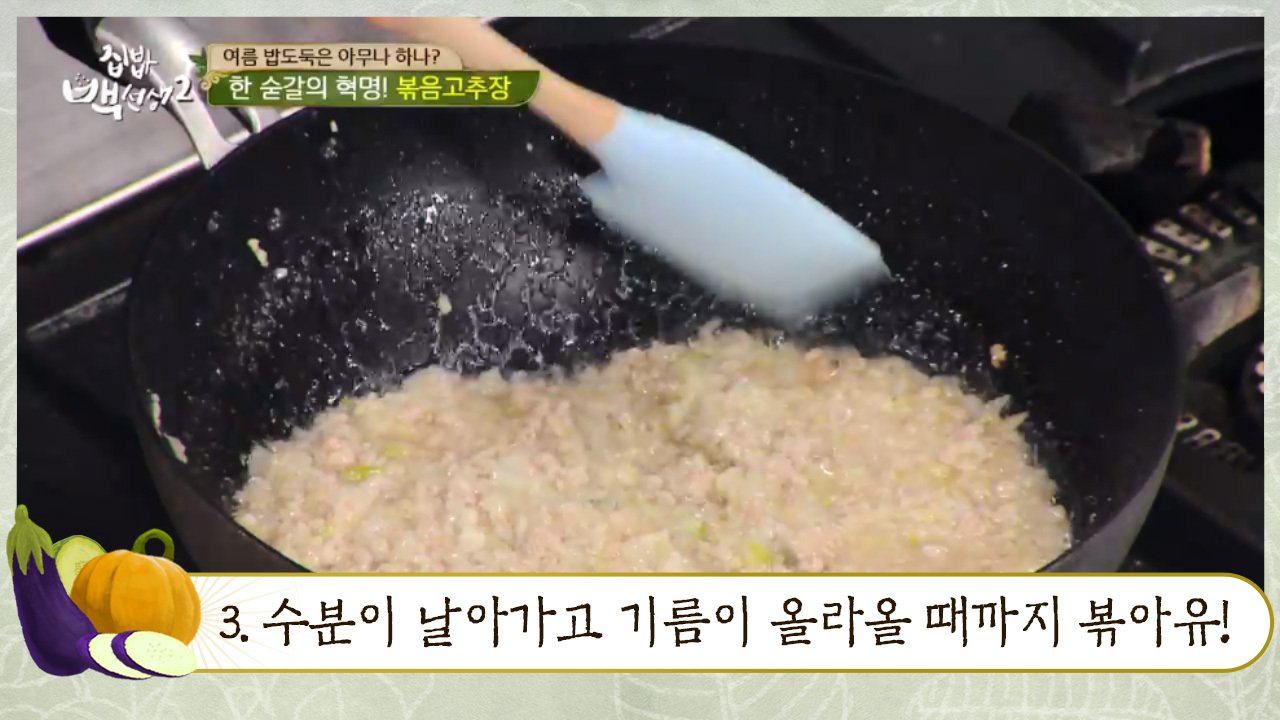 집밥
백선생2
여름 밥도둑은 아무나 하나?
한 숟갈의 혁명! 볶음고추장
3. 수분이 날아가고 기름이 올라올 때까지 볶아유!